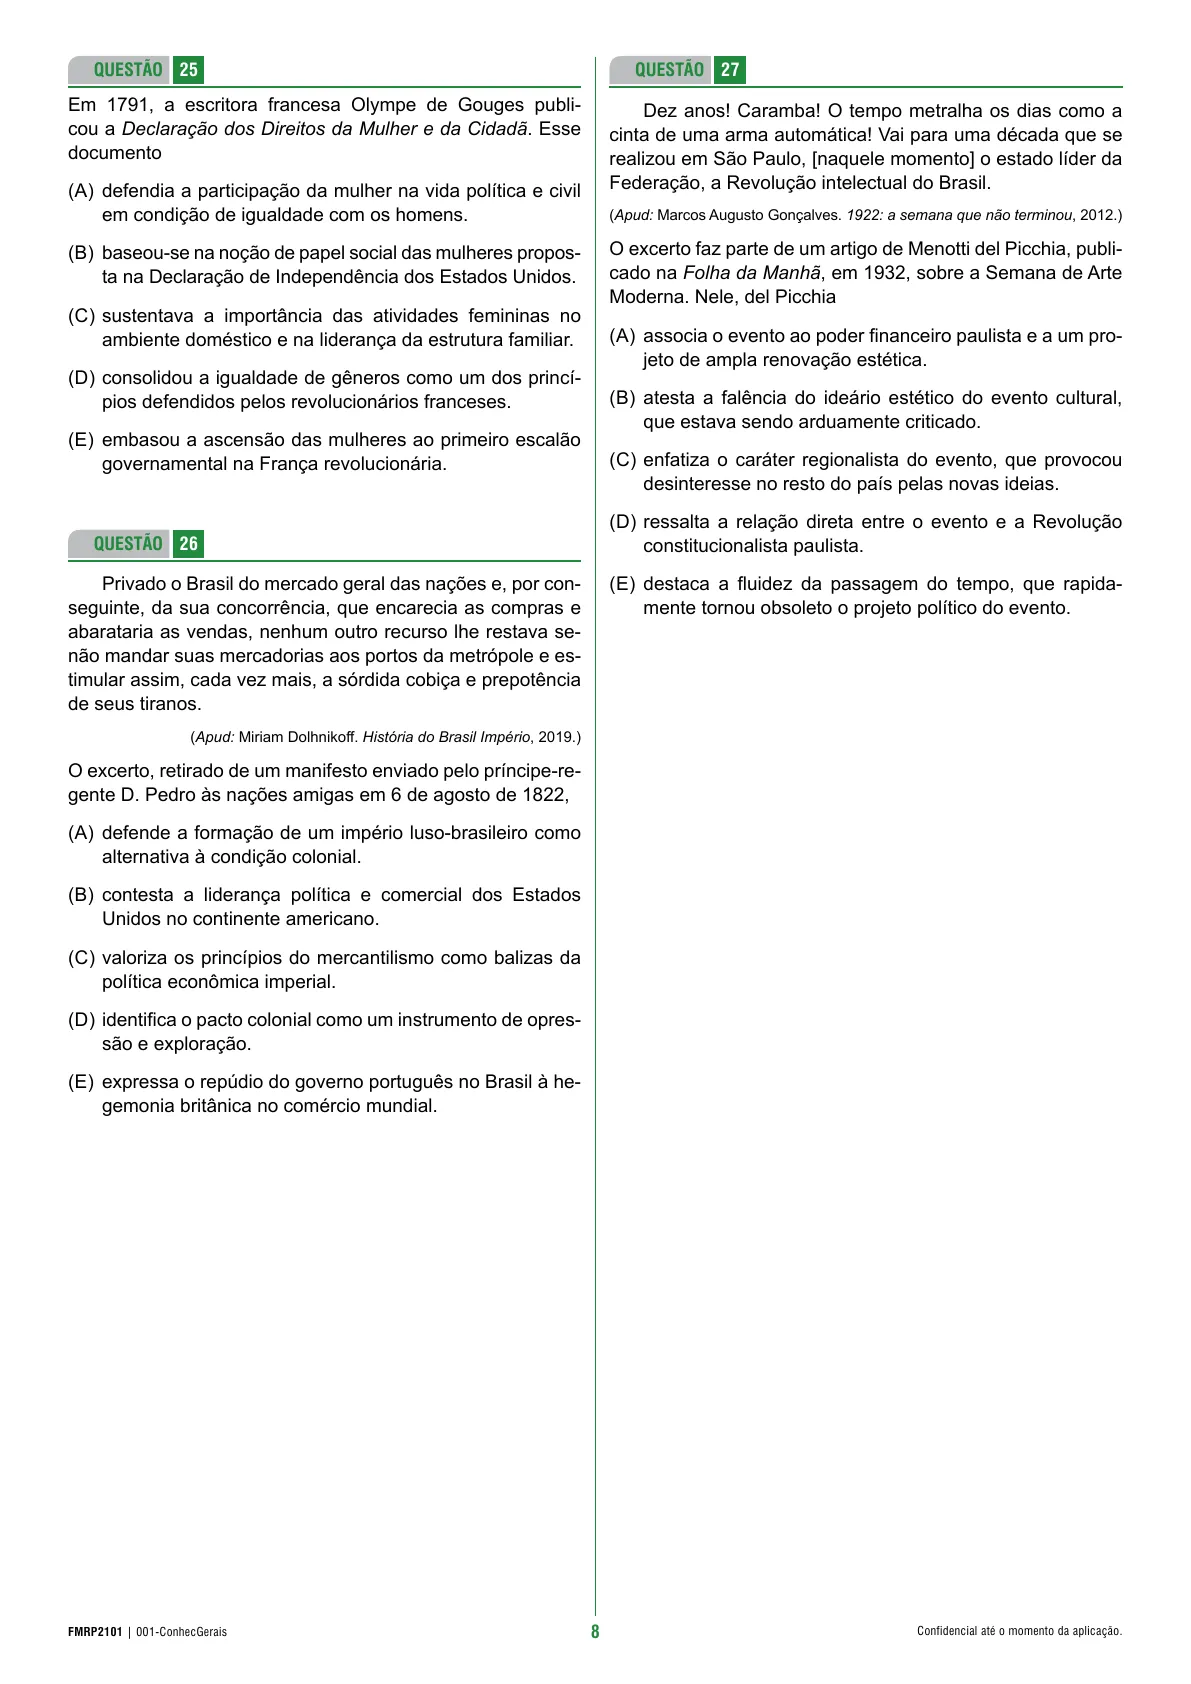 QUESTÃO 25
Em 1791, a escritora francesa Olympe de Gouges publi-
cou a Declaração dos Direitos da Mulher e da Cidadã. Esse
documento
(A) defendia a participação da mulher na vida política e civil
em condição de igualdade com os homens.
(B) baseou-se na noção de papel social das mulheres propos-
ta na Declaração de Independência dos Estados Unidos.
(C) sustentava a importância das atividades femininas no
ambiente doméstico e na liderança da estrutura familiar.
(D) consolidou a igualdade de gêneros como um dos princí-
pios defendidos pelos revolucionários franceses.
(E) embasou a ascensão das mulheres ao primeiro escalão
governamental na França revolucionária.
QUESTÃO 26
Privado o Brasil do mercado geral das nações e, por con-
seguinte, da sua concorrência, que encarecia as compras e
abarataria as vendas, nenhum outro recurso lhe restava se-
não mandar suas mercadorias aos portos da metrópole e es-
timular assim, cada vez mais, a sórdida cobiça e prepotência
de seus tiranos.
(Apud: Miriam Dolhnikoff. História do Brasil Império, 2019.)
O excerto, retirado de um manifesto enviado pelo príncipe-re-
gente D. Pedro às nações amigas em 6 de agosto de 1822,
(A) defende a formação de um império luso-brasileiro como
alternativa à condição colonial.
(B) contesta a liderança política e comercial dos Estados
Unidos no continente americano.
(C) valoriza os princípios do mercantilismo como balizas da
política econômica imperial.
(D) identifica o pacto colonial como um instrumento de opres-
são e exploração.
(E) expressa o repúdio do governo português no Brasil à he-
gemonia britânica no comércio mundial.
QUESTÃO 27
Dez anos! Caramba! O tempo metralha os dias como a
cinta de uma arma automática! Vai para uma década que se
realizou em São Paulo, [naquele momento] o estado líder da
Federação, a Revolução intelectual do Brasil.
(Apud: Marcos Augusto Gonçalves. 1922: a semana que não terminou, 2012.)
O excerto faz parte de um artigo de Menotti del Picchia, publi-
cado na Folha da Manhã, em 1932, sobre a Semana de Arte
Moderna. Nele, del Picchia
(A) associa o evento ao poder financeiro paulista e a um pro-
jeto de ampla renovação estética.
(B) atesta a falência do ideário estético do evento cultural,
que estava sendo arduamente criticado.
(C) enfatiza o caráter regionalista do evento, que provocou
desinteresse no resto do país pelas novas ideias.
(D) ressalta a relação direta entre o evento e a Revolução
constitucionalista paulista.
(E) destaca a fluidez da passagem do tempo, que rapida-
mente tornou obsoleto o projeto político do evento.
FMRP2101 | 001-ConhecGerais
8
Confidencial até o momento da aplicação.